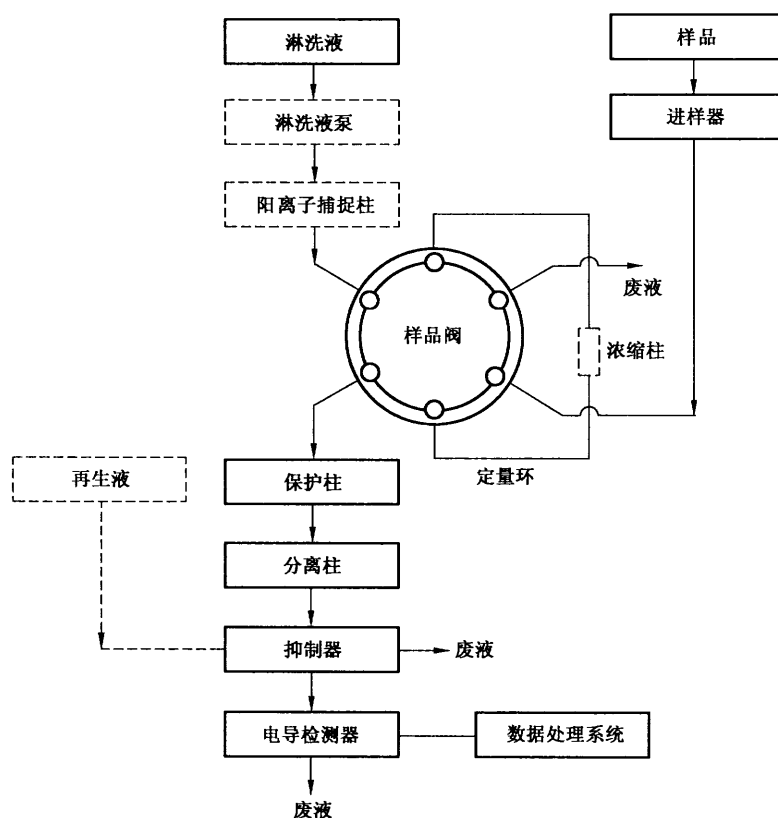 淋洗液
样品
淋洗液泵
进样器
阳离子捕捉柱
废液
样品阀
浓缩柱
定量环
再生液
保护柱
分离柱
抑制器
废液
电导检测器
数据处理系统
废液